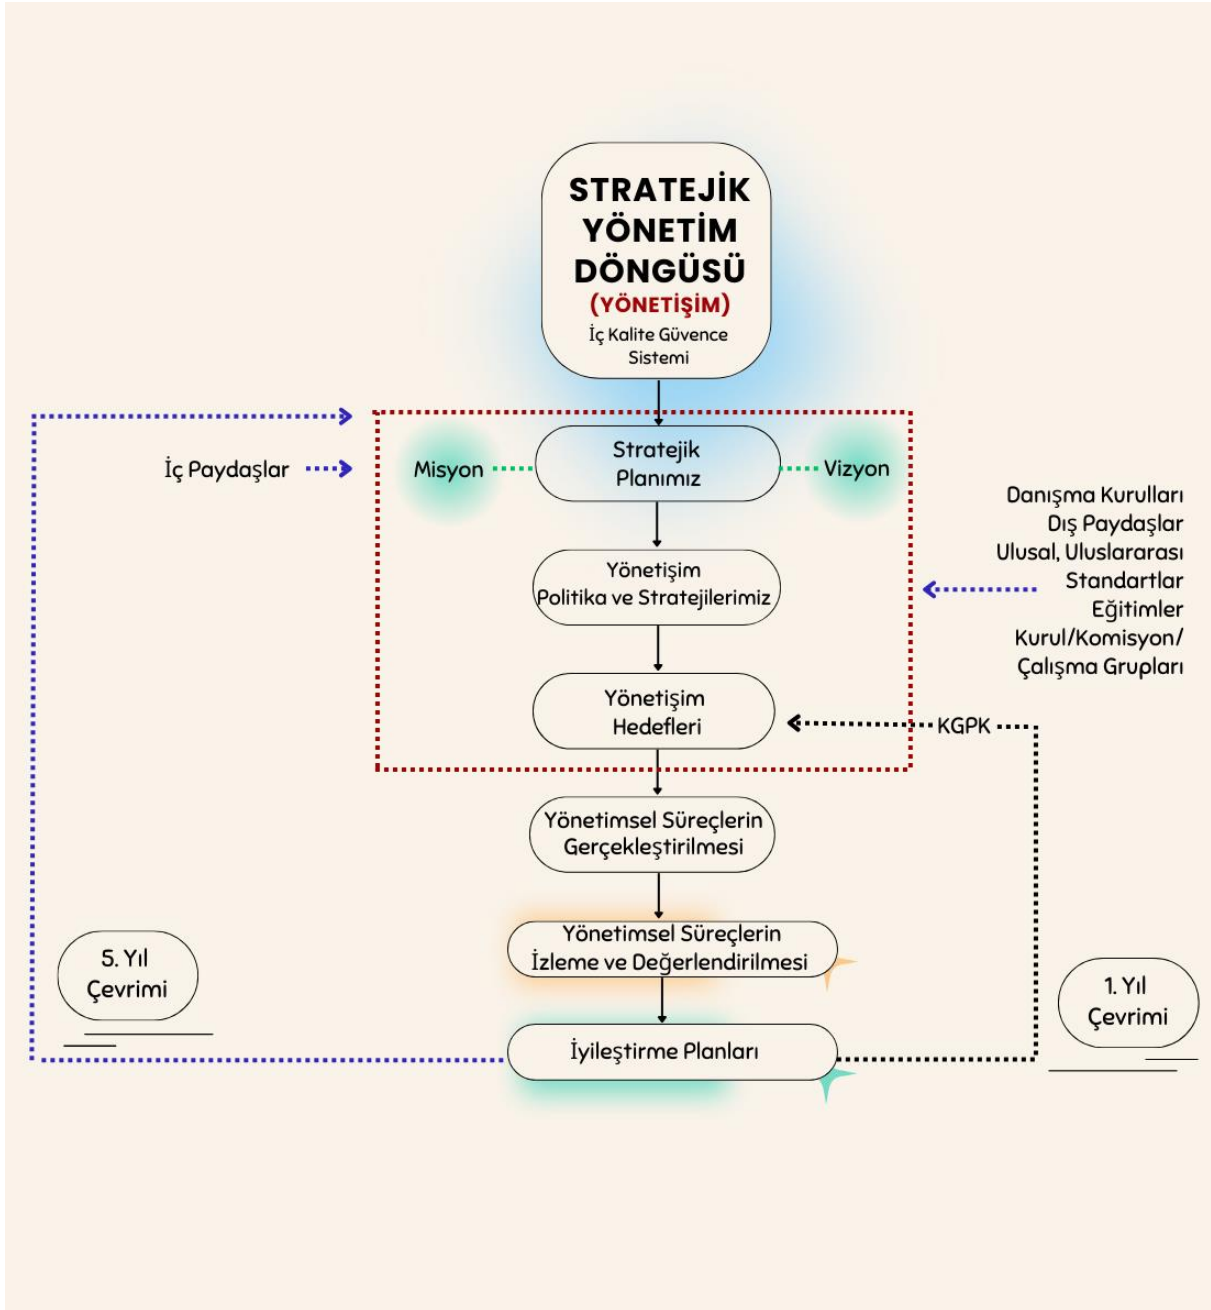 STRATEJİK
YÖNETİM
DÖNGÜSÜ
(YÖNETİŞİM)
İç Kalite Güvence
Sistemi
İç Paydaşlar
Misyon
Stratejik
Planımız
Vizyon
Danışma Kurulları
Dış Paydaşlar
Ulusal, Uluslararası
Standartlar
Eğitimler
Kurul/Komisyon/
Çalışma Grupları
Yönetişim
Politika ve Stratejilerimiz
Yönetişim
Hedefleri
KGPK
Yönetimsel Süreçlerin
Gerçekleştirilmesi
Yönetimsel Süreçlerin
İzleme ve Değerlendirilmesi
5. Yıl
Çevrimi
1. Yıl
Çevrimi
İyileştirme Planları